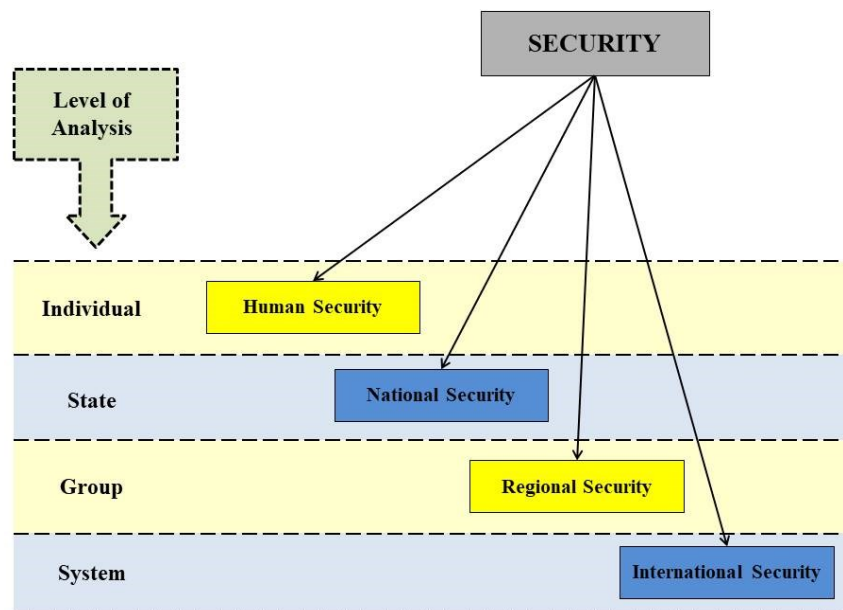 SECURITY
Level of
Analysis
Individual
Human Security
State
National Security
Group
Regional Security
System
International Security